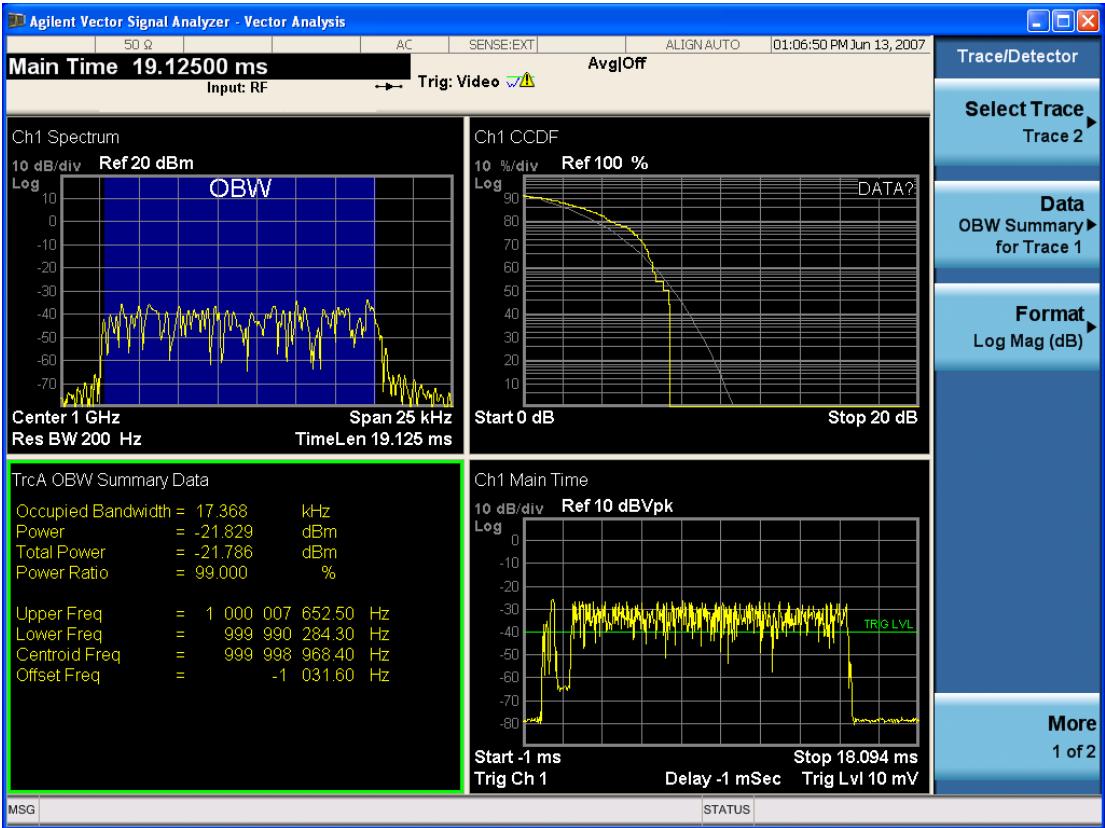 Agilent Vector Signal Analyzer - Vector Analysis
50 Ω AC SENSE:EXT ALIGN AUTO 01:06:50 PM Jun 13, 2007
Main Time 19.12500 ms
Avg|Off
Input: RF Trig: Video
Ch1 Spectrum
10 dB/div Ref 20 dBm
Log
OBW
10
0
-10
-20
-30
-40
-50
-60
-70
Center 1 GHz Span 25 kHz
Res BW 200 Hz TimeLen 19.125 ms
Ch1 CCDF
10 %/div Ref 100 %
Log
DATA?
90
80
70
60
50
40
30
20
10
Start 0 dB Stop 20 dB
TrcA OBW Summary Data
Occupied Bandwidth = 17.368 kHz
Power = -21.829 dBm
Total Power = -21.786 dBm
Power Ratio = 99.000 %
Upper Freq = 1 000 007 652.50 Hz
Lower Freq = 999 990 284.30 Hz
Centroid Freq = 999 998 968.40 Hz
Offset Freq = -1 031.60 Hz
Ch1 Main Time
10 dB/div Ref 10 dBVpk
Log
0
-10
-20
-30
TRIG LVL
-40
-50
-60
-70
-80
Start -1 ms Stop 18.094 ms
Trig Ch 1 Delay -1 mSec Trig Lvl 10 mV
Trace/Detector
Select Trace
Trace 2
Data
OBW Summary
for Trace 1
Format
Log Mag (dB)
More
1 of 2
MSG STATUS